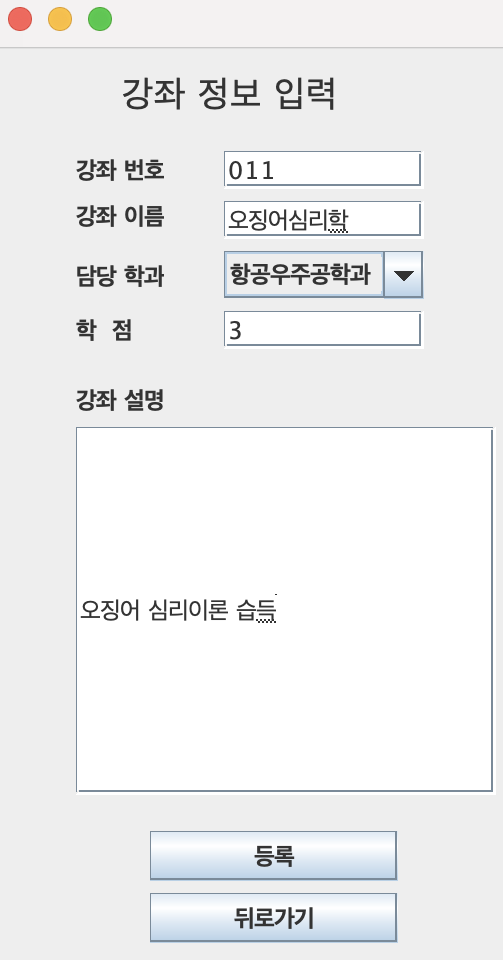 강좌 정보 입력
강좌 번호 011
강좌 이름 오징어심리학
담당 학과 항공우주공학과
학 점 3
강좌 설명
오징어 심리이론 습득
등록
뒤로가기